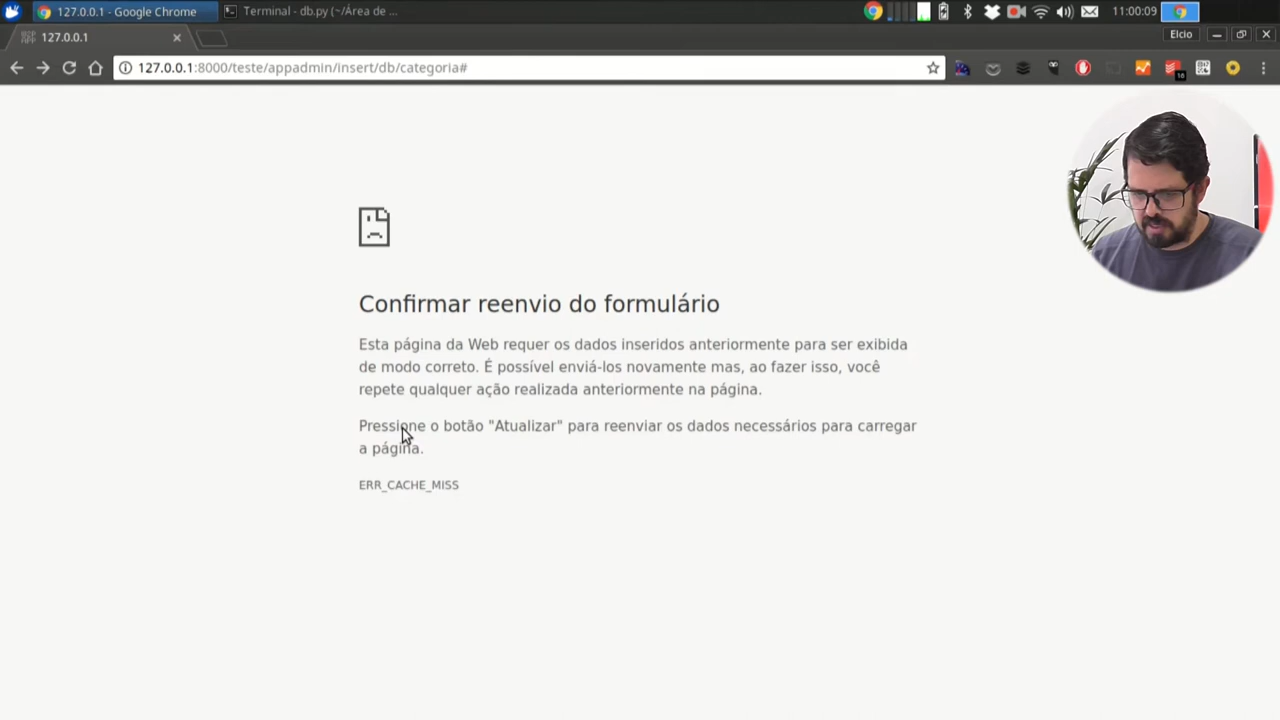 127.0.0.1 - Google Chrome
Terminal - db.py (~/Área de ...
11:00:09
127.0.0.1
Elcio
127.0.0.1:8000/teste/appadmin/insert/db/categoria#
16
Confirmar reenvio do formulário
Esta página da Web requer os dados inseridos anteriormente para ser exibida
de modo correto. É possível enviá-los novamente mas, ao fazer isso, você
repete qualquer ação realizada anteriormente na página.
Pressione o botão "Atualizar" para reenviar os dados necessários para carregar
a página.
ERR_CACHE_MISS